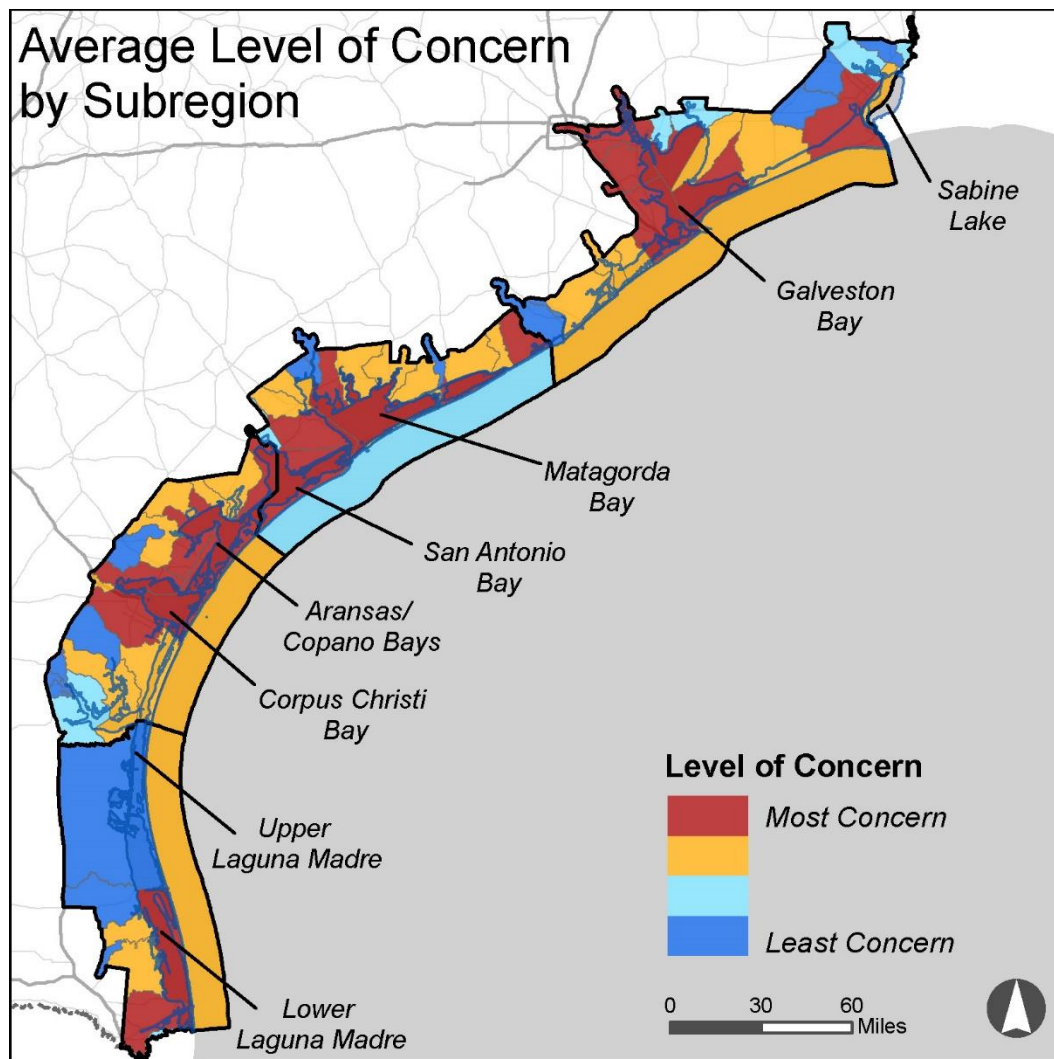 Average Level of Concern
by Subregion
Sabine
Lake
Galveston
Bay
Matagorda
Bay
San Antonio
Bay
Aransas/
Copano Bays
Corpus Christi
Bay
Upper
Laguna Madre
Lower
Laguna Madre
Level of Concern
Most Concern
Least Concern
0 30 60
Miles